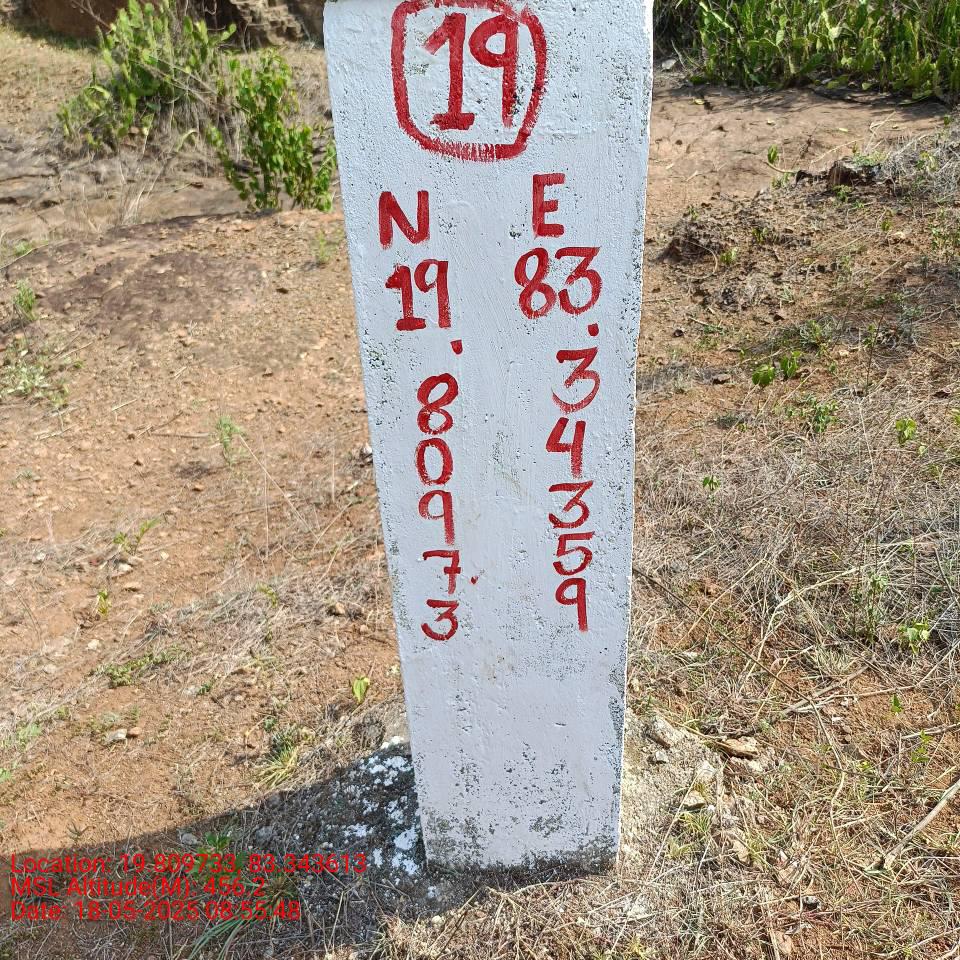 19
N E
19 83
. .
8 3
0 4
9 3
7. 5
3 9
Location: 19.809733, 83.343613
MSL Altitude(M): 456.2
Date: 18-05-2025 08:55:48